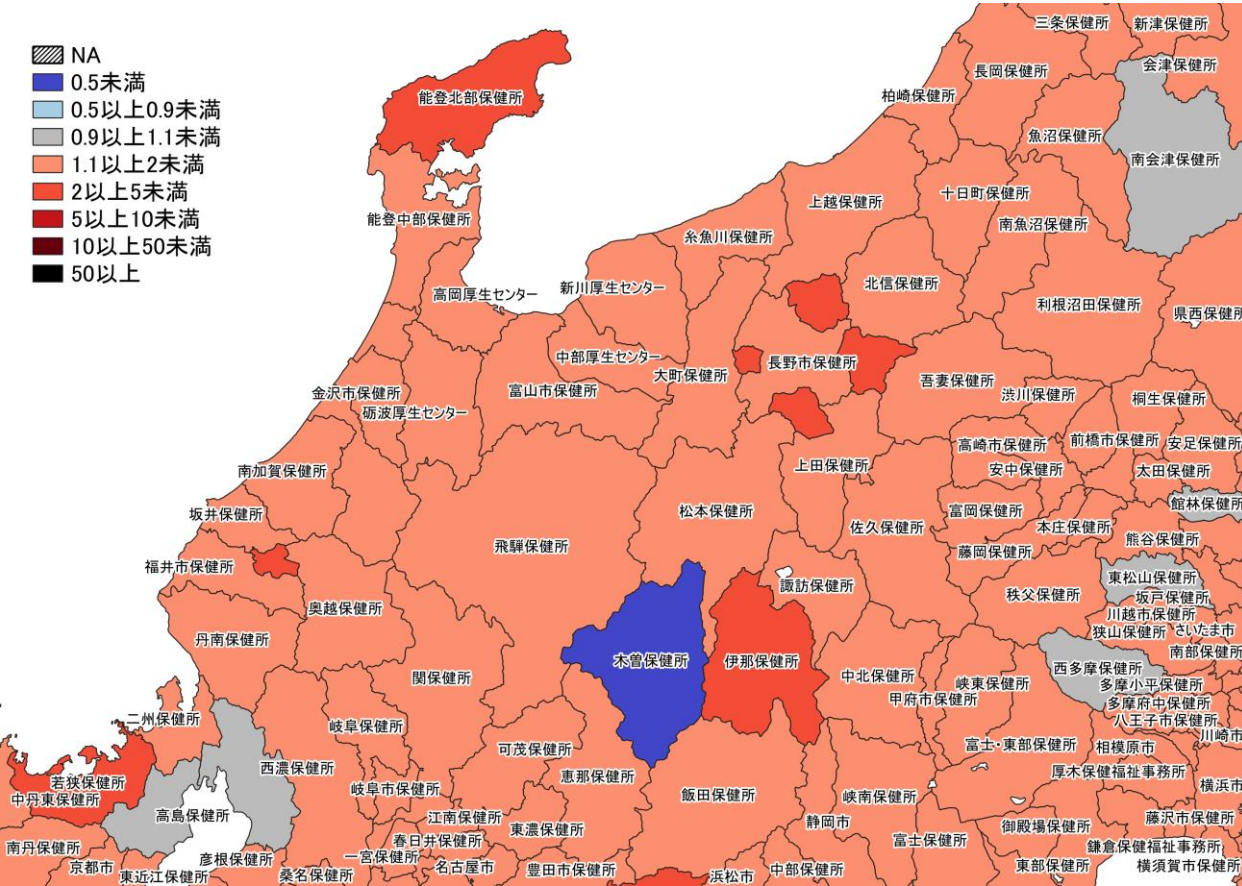 NA
0.5未満
0.5以上0.9未満
0.9以上1.1未満
1.1以上2未満
2以上5未満
5以上10未満
10以上50未満
50以上
三条保健所
新津保健所
長岡保健所
会津保健所
柏崎保健所
能登北部保健所
魚沼保健所
南会津保健所
上越保健所
十日町保健所
能登中部保健所
南魚沼保健所
糸魚川保健所
北信保健所
新川厚生センター
高岡厚生センター
利根沼田保健所
県西保健所
中部厚生センター
長野市保健所
大町保健所
吾妻保健所
金沢市保健所
富山市保健所
渋川保健所
桐生保健所
砺波厚生センター
高崎市保健所
前橋市保健所
安足保健所
南加賀保健所
上田保健所
安中保健所
太田保健所
館林保健所
坂井保健所
松本保健所
富岡保健所
佐久保健所
本庄保健所
熊谷保健所
飛騨保健所
藤岡保健所
福井市保健所
東松山保健所
諏訪保健所
秩父保健所
坂戸保健所
奥越保健所
川越市保健所
狭山保健所
さいたま市
丹南保健所
南部保健所
木曽保健所
伊那保健所
西多摩保健所
関保健所
中北保健所
峡東保健所
多摩小平保健所
甲府市保健所
多摩府中保健所
二州保健所
岐阜保健所
八王子市保健所
川崎市
可茂保健所
富士・東部保健所
相模原市
西濃保健所
恵那保健所
厚木保健福祉事務所
若狭保健所
岐阜市保健所
飯田保健所
峡南保健所
横浜市
中丹東保健所
高島保健所
江南保健所
東濃保健所
静岡市
御殿場保健所
藤沢市保健所
南丹保健所
春日井保健所
富士保健所
鎌倉保健福祉事務所
彦根保健所
一宮保健所
京都市
名古屋市
豊田市保健所
浜松市
中部保健所
東部保健所
横須賀市保健所
東近江保健所
桑名保健所